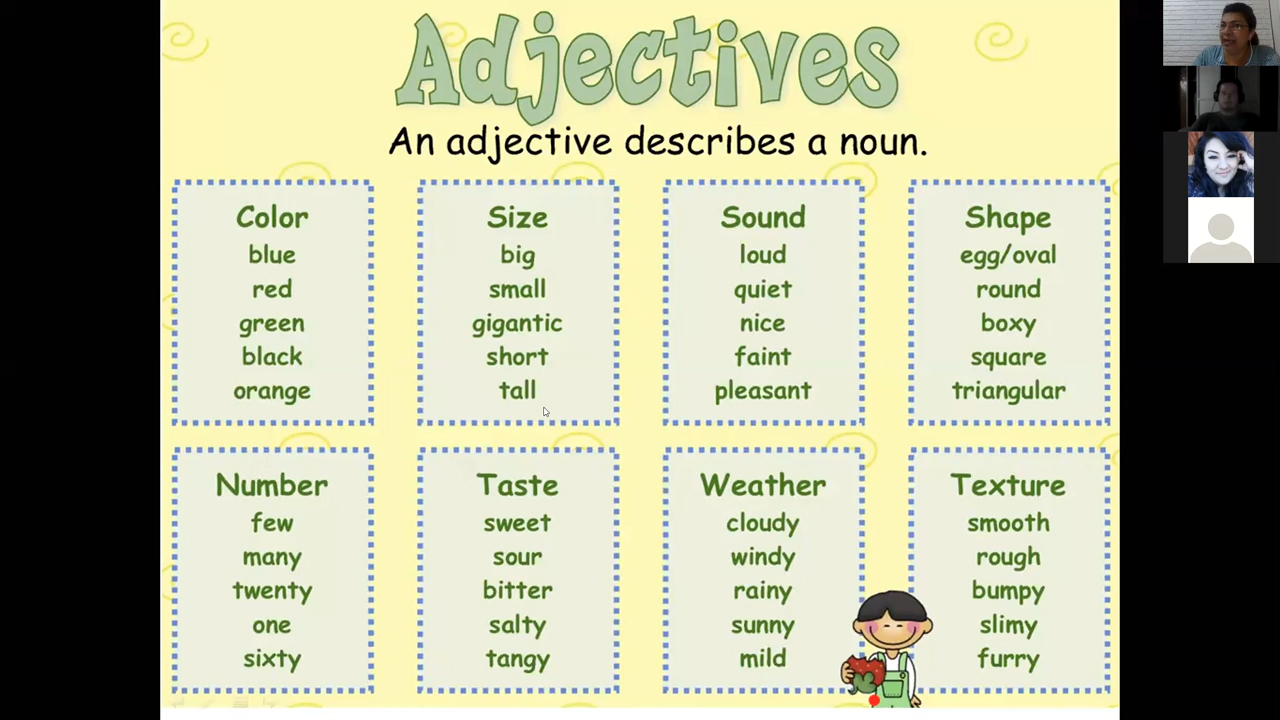 Adjectives
An adjective describes a noun.
Color
blue
red
green
black
orange
Size
big
small
gigantic
short
tall
Sound
loud
quiet
nice
faint
pleasant
Shape
egg/oval
round
boxy
square
triangular
Number
few
many
twenty
one
sixty
Taste
sweet
sour
bitter
salty
tangy
Weather
cloudy
windy
rainy
sunny
mild
Texture
smooth
rough
bumpy
slimy
furry